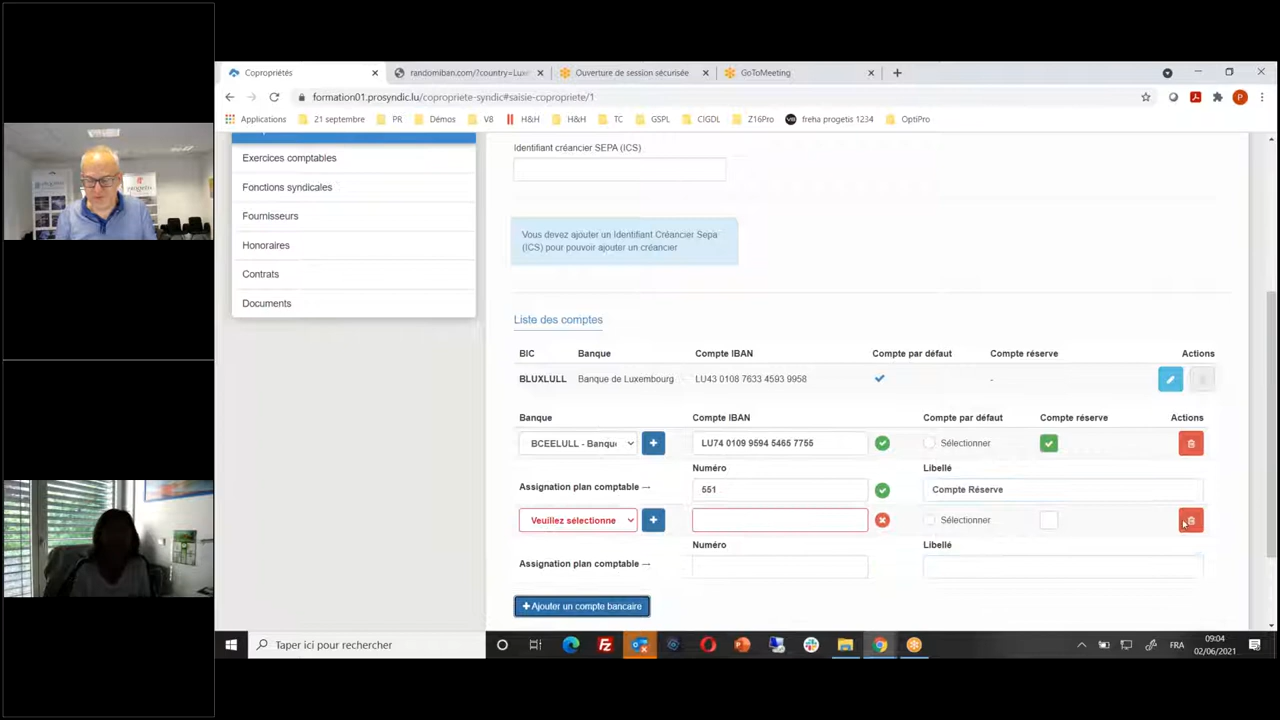 Copropriétés
randomiban.com/?country=Luxe
Ouverture de session sécurisée
GoToMeeting
formation01.prosyndic.lu/copropriete-syndic#saisie-copropriete/1
Applications
21 septembre
PR
Démos
V8
H&H
H&H
TC
GSPL
CIGDL
Z16Pro
freha progetis 1234
OptiPro
Exercices comptables
Fonctions syndicales
Fournisseurs
Honoraires
Contrats
Documents
Identifiant créancier SEPA (ICS)
Vous devez ajouter un Identifiant Créancier Sepa
(ICS) pour pouvoir ajouter un créancier
Liste des comptes
BIC Banque Compte IBAN Compte par défaut Compte réserve Actions
BLUXLULL Banque de Luxembourg LU43 0108 7633 4593 9958 -
Banque Compte IBAN Compte par défaut Compte réserve Actions
BCEELULL - Banqu LU74 0109 9594 5465 7755 Sélectionner
Numéro Libellé
Assignation plan comptable --- 551 Compte Réserve
Veuillez sélectionne Sélectionner
Numéro Libellé
Assignation plan comptable ---
+ Ajouter un compte bancaire
Taper ici pour rechercher
FRA
09:04
02/06/2021